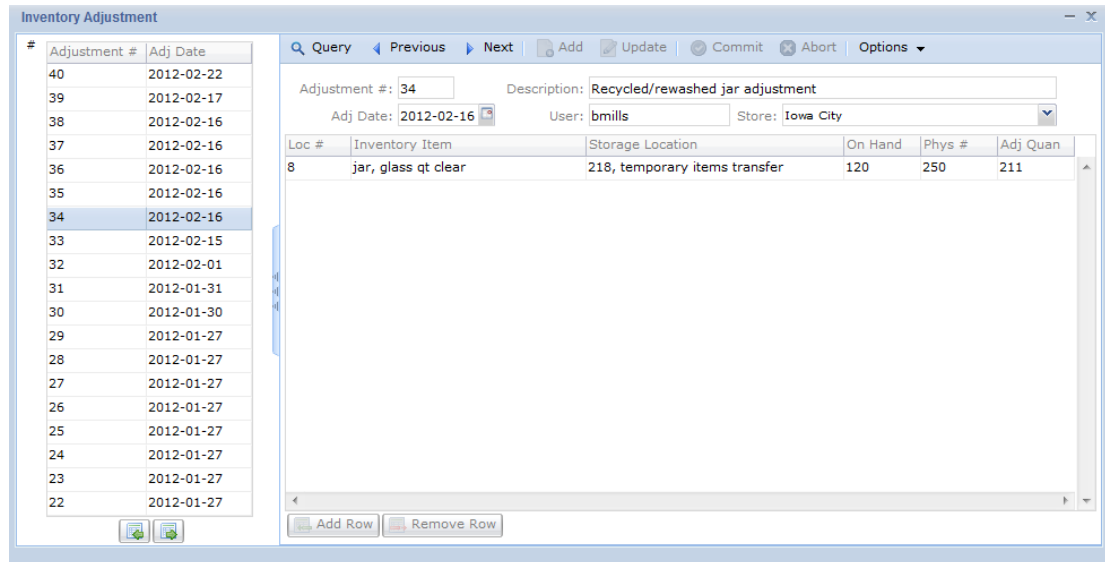 Inventory Adjustment
#
Adjustment # Adj Date
40 2012-02-22
39 2012-02-17
38 2012-02-16
37 2012-02-16
36 2012-02-16
35 2012-02-16
34 2012-02-16
33 2012-02-15
32 2012-02-01
31 2012-01-31
30 2012-01-30
29 2012-01-27
28 2012-01-27
27 2012-01-27
26 2012-01-27
25 2012-01-27
24 2012-01-27
23 2012-01-27
22 2012-01-27
Query Previous Next Add Update Commit Abort Options
Adjustment #: 34 Description: Recycled/rewashed jar adjustment
Adj Date: 2012-02-16 User: bmills Store: Iowa City
Loc # Inventory Item Storage Location On Hand Phys # Adj Quan
8 jar, glass qt clear 218, temporary items transfer 120 250 211
Add Row Remove Row